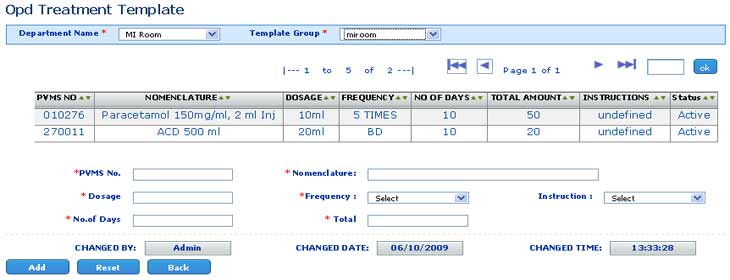 Opd Treatment Template
Department Name * MI Room Template Group * miroom
|--- 1 to 5 of 2 ---| Page 1 of 1 ok
PVMS NO NOMENCLATURE DOSAGE FREQUENCY NO OF DAYS TOTAL AMOUNT INSTRUCTIONS Status
010276 Paracetamol 150mg/ml, 2 ml Inj 10ml 5 TIMES 10 50 undefined Active
270011 ACD 500 ml 20ml BD 10 20 undefined Active
*PVMS No. *Nomenclature:
* Dosage *Frequency : Select Instruction : Select
* No.of Days * Total
CHANGED BY: Admin CHANGED DATE: 06/10/2009 CHANGED TIME: 13:33:28
Add Reset Back